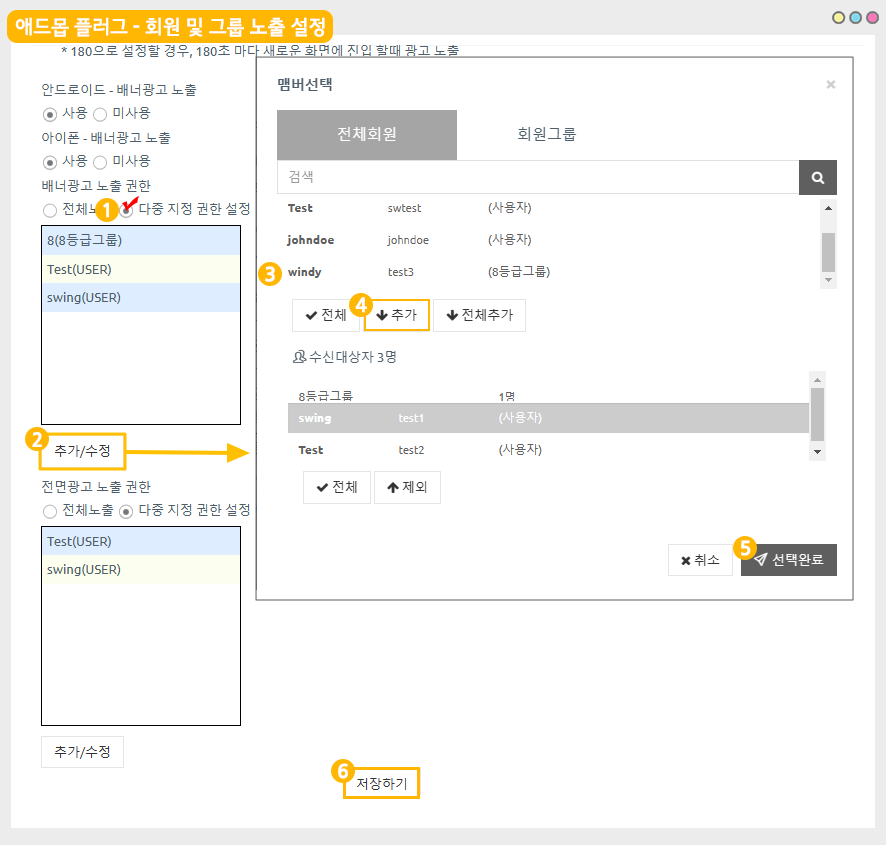 애드몹 플러그 - 회원 및 그룹 노출 설정
* 180으로 설정할 경우, 180초 마다 새로운 화면에 진입 할때 광고 노출
안드로이드 - 배너광고 노출
사용 미사용
아이폰 - 배너광고 노출
사용 미사용
배너광고 노출 권한
전체노 1 다중 지정 권한 설정
8(8등급그룹)
Test(USER)
swing(USER)
2 추가/수정
전면광고 노출 권한
전체노출 다중 지정 권한 설정
Test(USER)
swing(USER)
추가/수정
맴버선택 ×
전체회원 회원그룹
검색
Test swtest (사용자)
johndoe johndoe (사용자)
3 windy test3 (8등급그룹)
전체 4 추가 전체추가
수신대상자 3명
8등급그룹 1명
swing test1 (사용자)
Test test2 (사용자)
전체 제외
취소 5 선택완료
6 저장하기